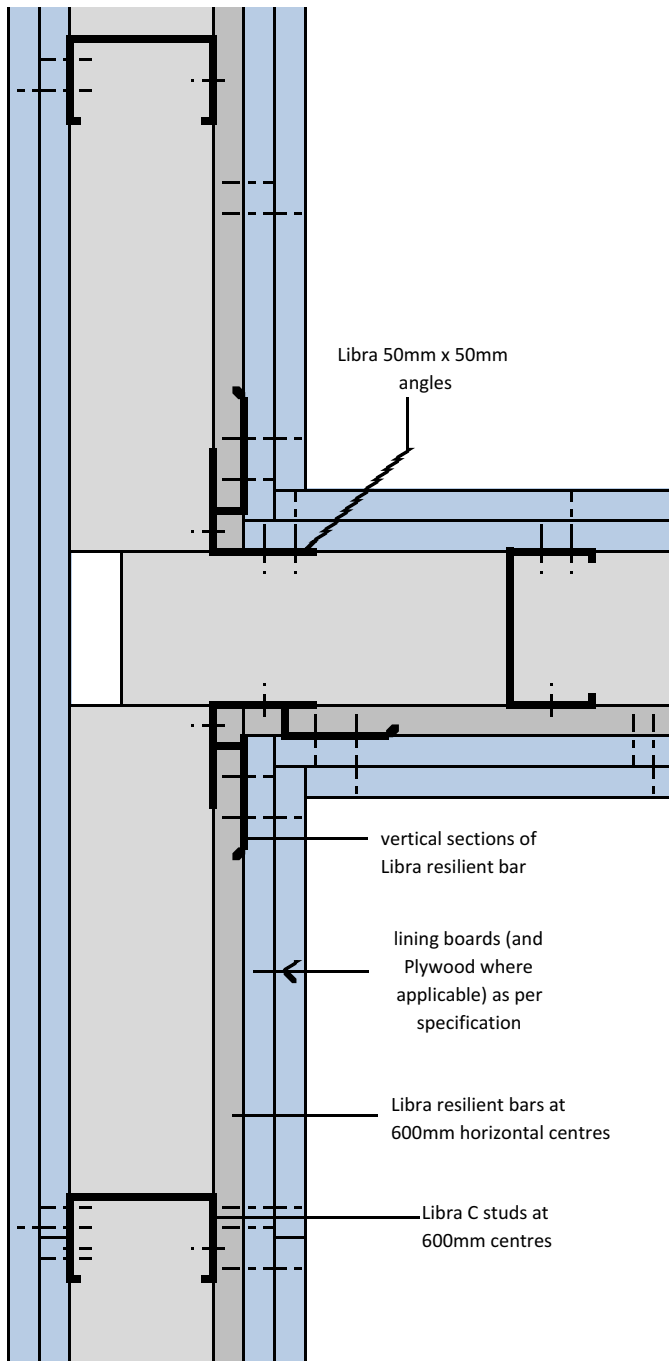 Libra 50mm x 50mm
angles
vertical sections of
Libra resilient bar
lining boards (and
Plywood where
applicable) as per
specification
Libra resilient bars at
600mm horizontal centres
Libra C studs at
600mm centres